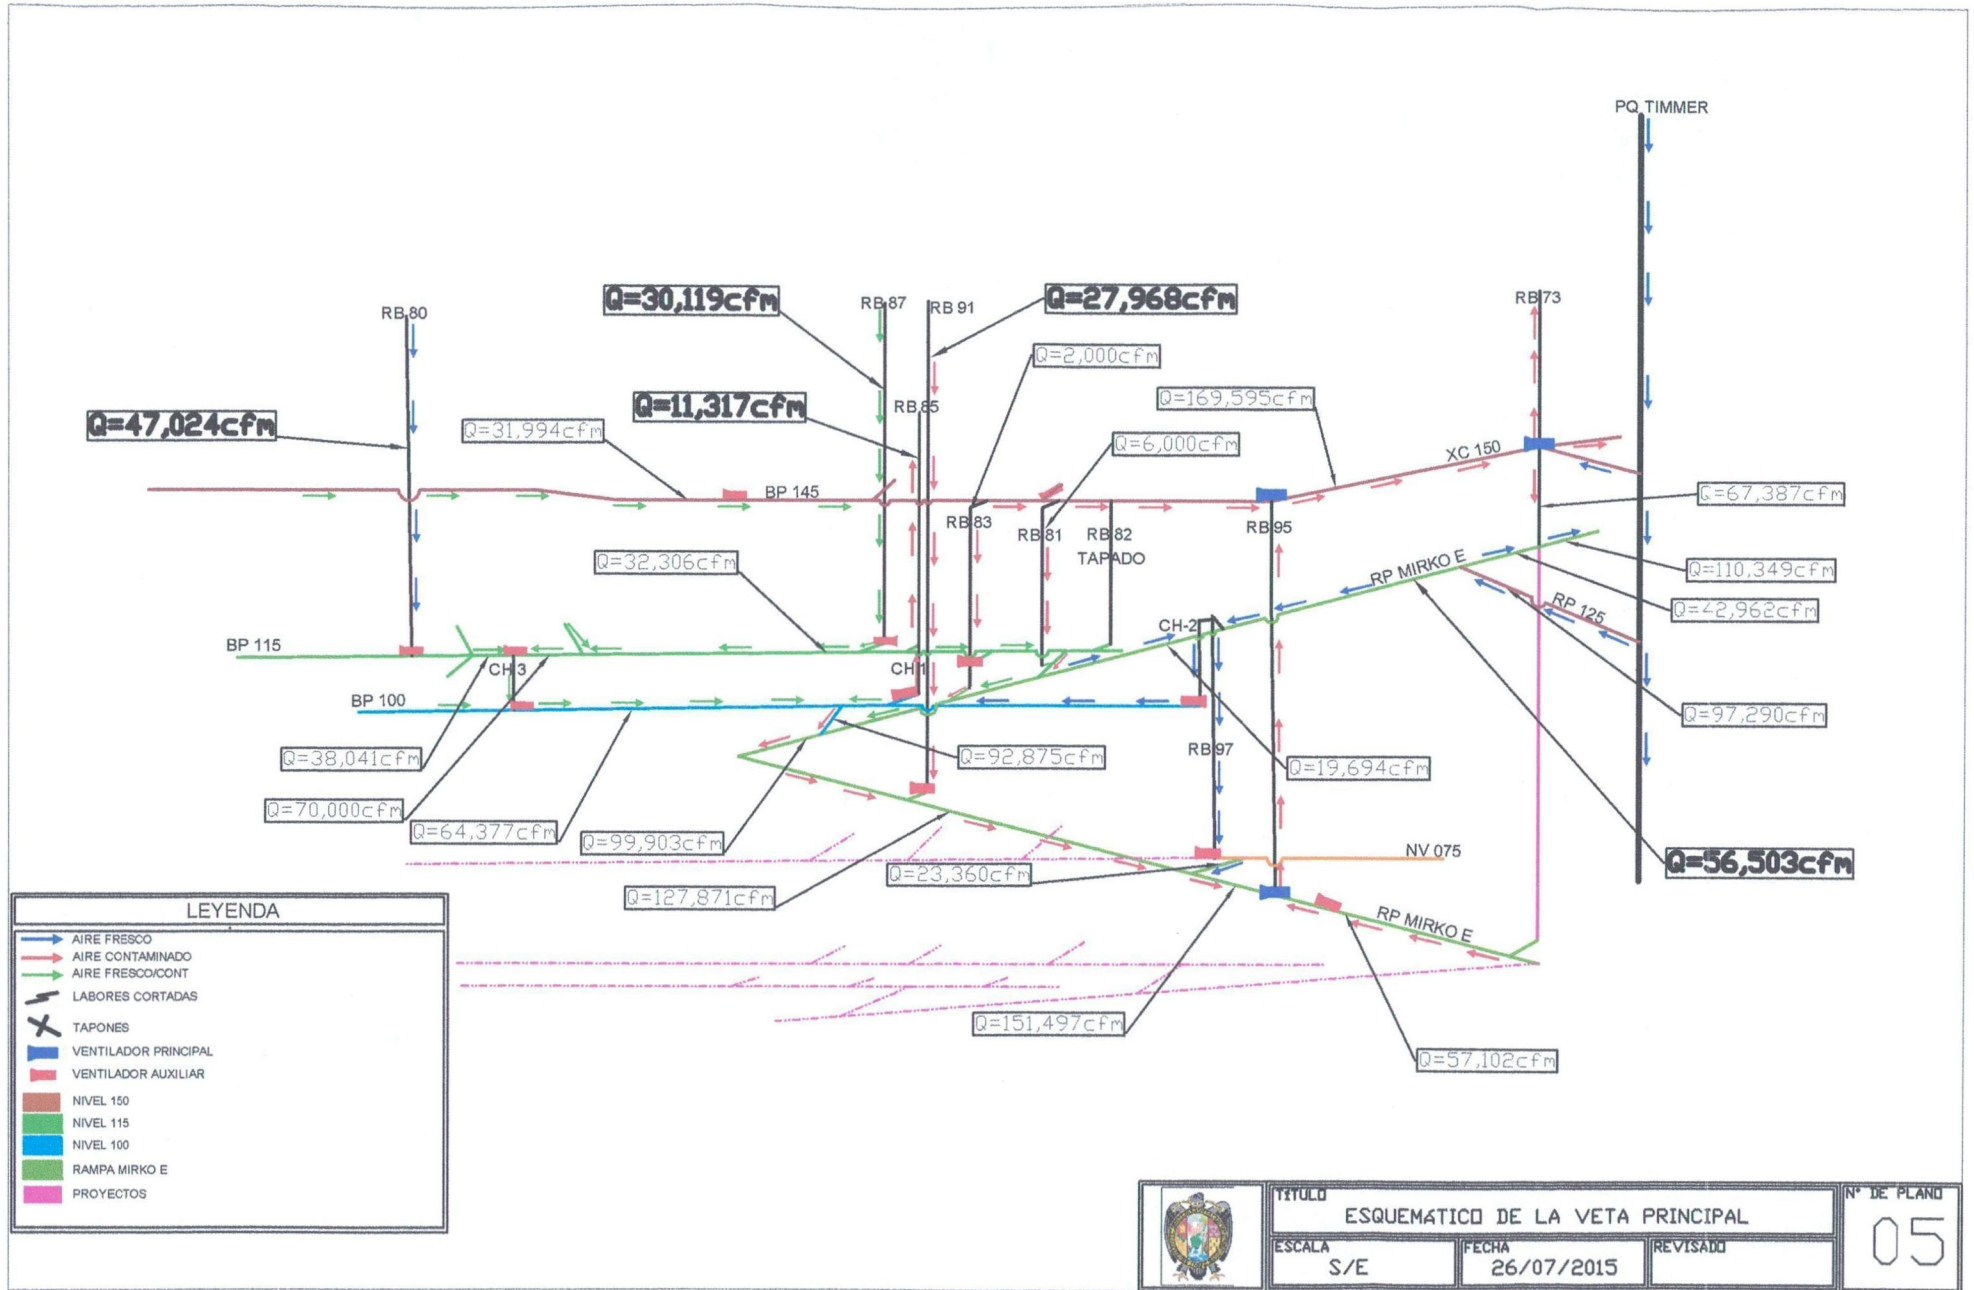 PQ TIMMER
RB 80
Q=30,119cfm
RB 87
RB 91
Q=27,968cfm
RB 73
Q=2,000cfm
Q=47,024cfm
Q=31,994cfm
Q=11,317cfm
RB 85
Q=169,595cfm
Q=6,000cfm
XC 150
BP 145
Q=67,387cfm
RB 83
RB 81
RB 82
TAPADO
RB 95
Q=32,306cfm
RP MIRKO E
Q=110,349cfm
RP 125
Q=42,962cfm
BP 115
CH-2
CH 3
CH 1
BP 100
Q=97,290cfm
Q=38,041cfm
Q=92,875cfm
RB 97
Q=19,694cfm
Q=70,000cfm
Q=64,377cfm
Q=99,903cfm
NV 075
Q=56,503cfm
Q=23,360cfm
Q=127,871cfm
RP MIRKO E
Q=151,497cfm
Q=57,102cfm
LEYENDA
AIRE FRESCO
AIRE CONTAMINADO
AIRE FRESCO/CONT
LABORES CORTADAS
TAPONES
VENTILADOR PRINCIPAL
VENTILADOR AUXILIAR
NIVEL 150
NIVEL 115
NIVEL 100
RAMPA MIRKO E
PROYECTOS
TÍTULO
ESQUEMÁTICO DE LA VETA PRINCIPAL
N° DE PLANO
05
ESCALA
S/E
FECHA
26/07/2015
REVISADO